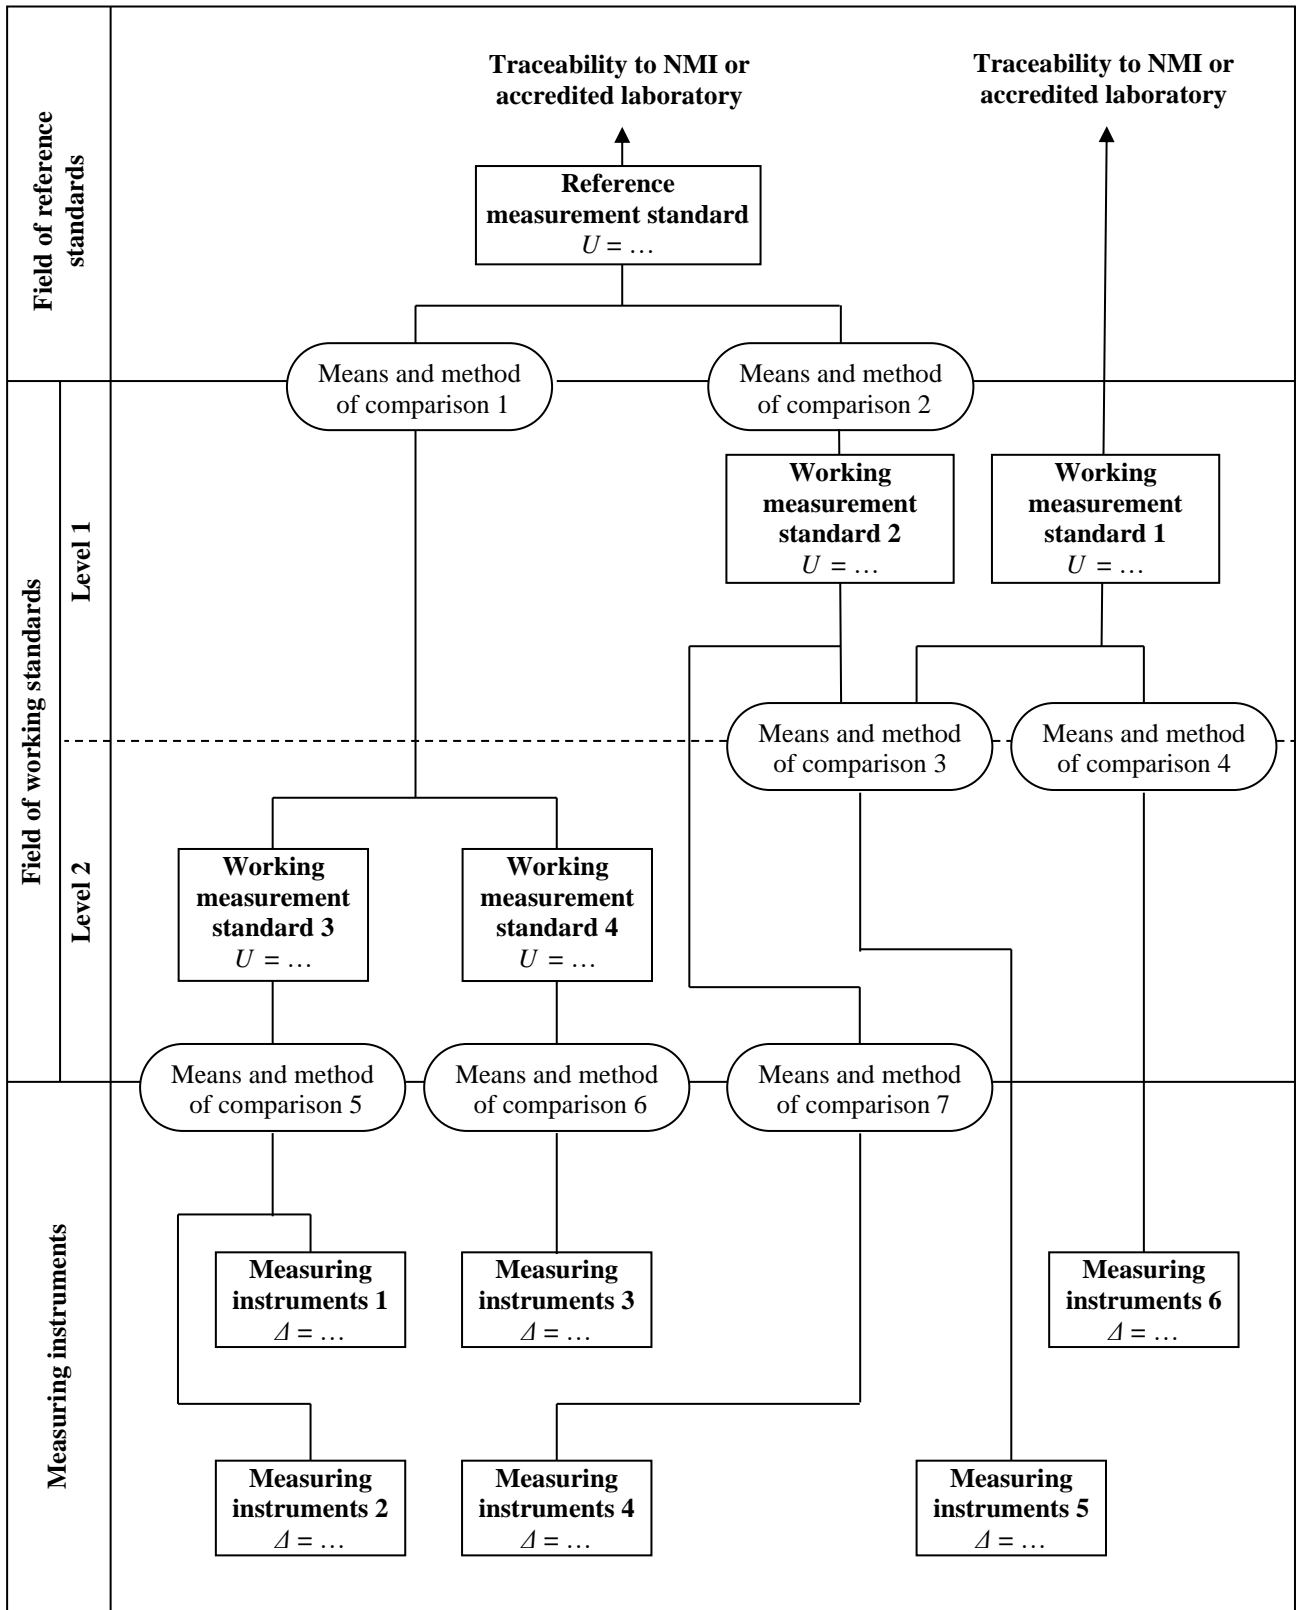 Traceability to NMI or
accredited laboratory
Traceability to NMI or
accredited laboratory
Field of reference
standards
Reference
measurement standard
U = …
Means and method
of comparison 1
Means and method
of comparison 2
Field of working standards
Level 1
Working
measurement
standard 2
U = …
Working
measurement
standard 1
U = …
Means and method
of comparison 3
Means and method
of comparison 4
Level 2
Working
measurement
standard 3
U = …
Working
measurement
standard 4
U = …
Means and method
of comparison 5
Means and method
of comparison 6
Means and method
of comparison 7
Measuring instruments
Measuring
instruments 1
Δ = …
Measuring
instruments 3
Δ = …
Measuring
instruments 6
Δ = …
Measuring
instruments 2
Δ = …
Measuring
instruments 4
Δ = …
Measuring
instruments 5
Δ = …